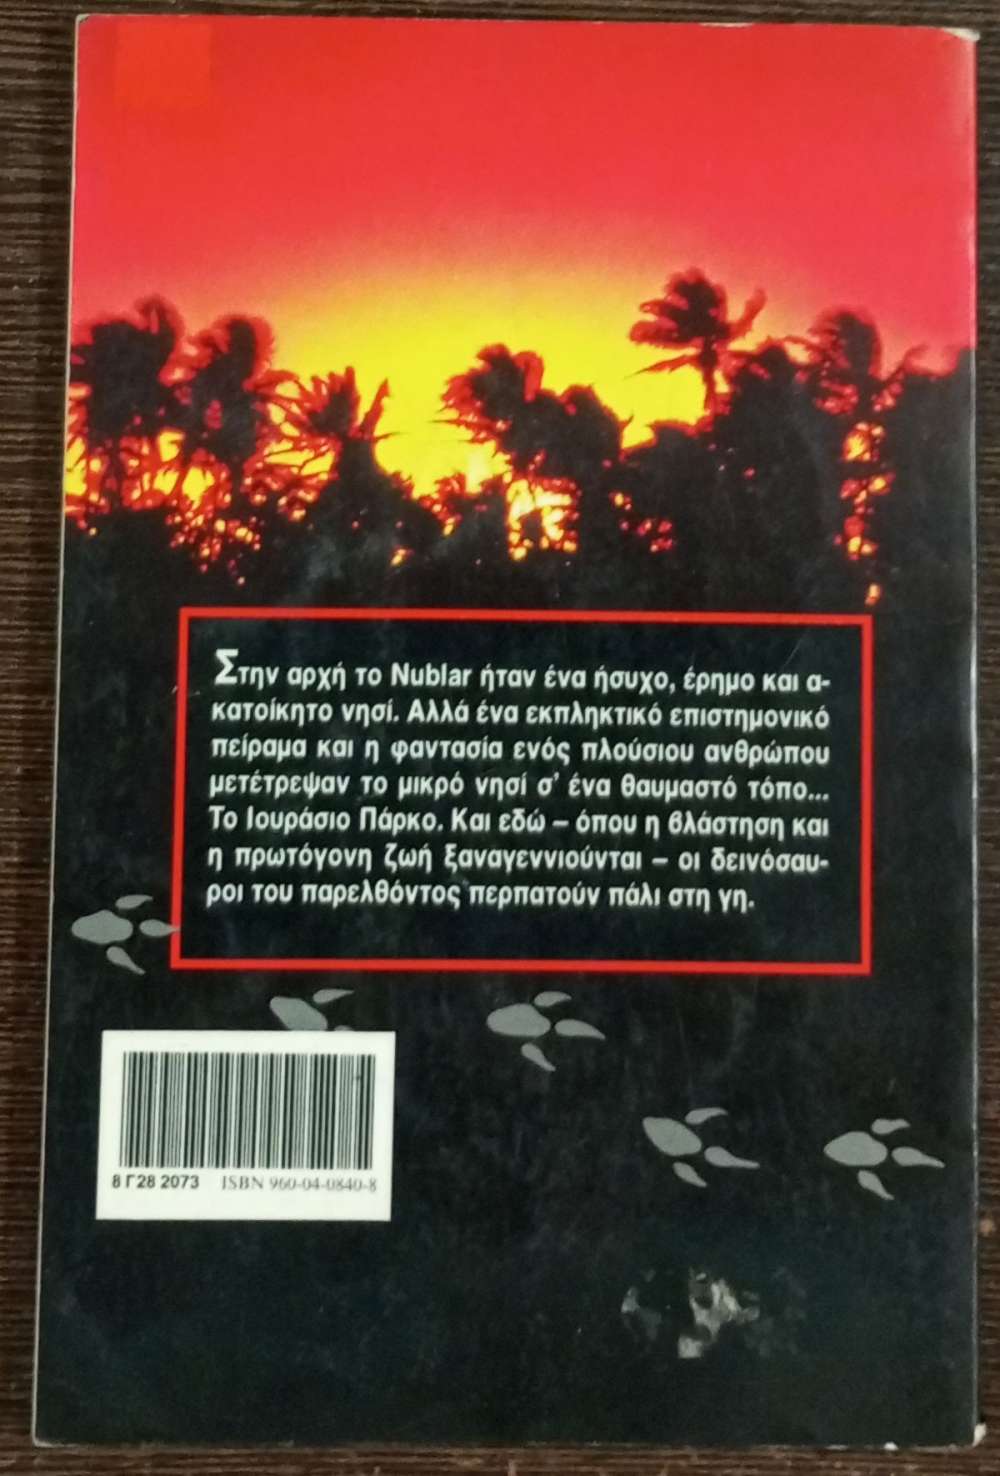 Στην αρχή το Nublar ήταν ένα ήσυχο, έρημο και α-
κατοίκητο νησί. Αλλά ένα εκπληκτικό επιστημονικό
πείραμα και η φαντασία ενός πλούσιου ανθρώπου
μετέτρεψαν το μικρό νησί σ' ένα θαυμαστό τόπο...
Το Ιουράσιο Πάρκο. Και εδώ – όπου η βλάστηση και
η πρωτόγονη ζωή ξαναγεννιούνται – οι δεινόσαυ-
ροι του παρελθόντος περπατούν πάλι στη γη.
8 Γ 28 2073 ISBN 960-04-0840-8